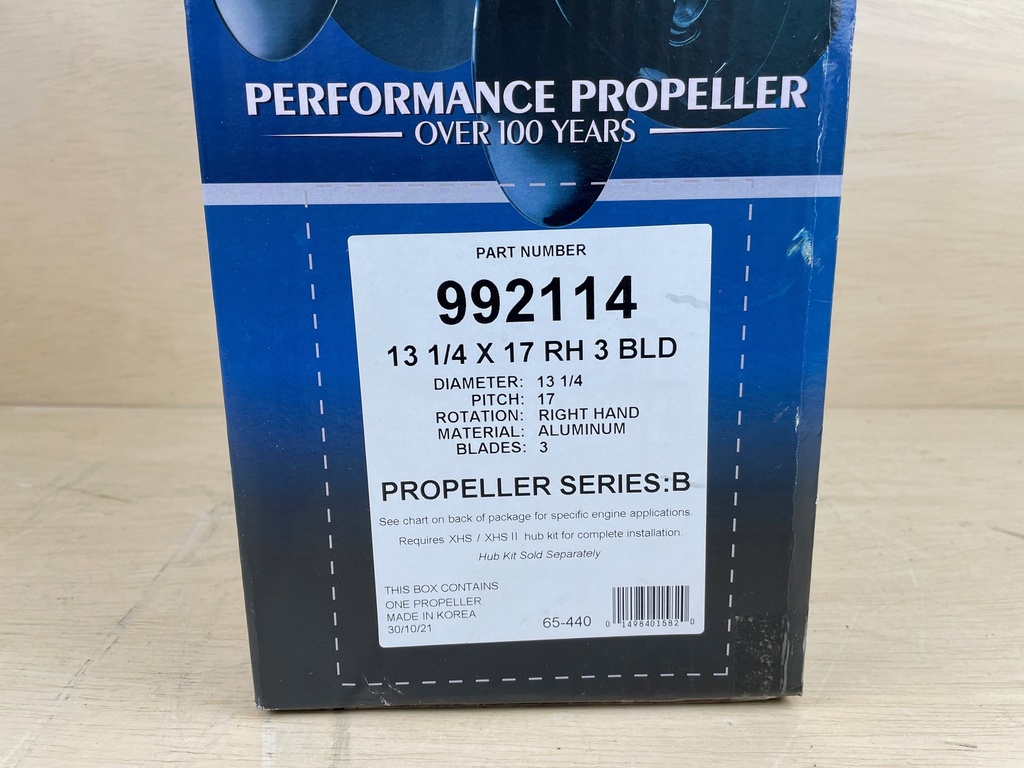 PERFORMANCE PROPELLER
OVER 100 YEARS
PART NUMBER
992114
13 1/4 X 17 RH 3 BLD
DIAMETER: 13 1/4
PITCH: 17
ROTATION: RIGHT HAND
MATERIAL: ALUMINUM
BLADES: 3
PROPELLER SERIES:B
See chart on back of package for specific engine applications.
Requires XHS / XHS II hub kit for complete installation.
Hub Kit Sold Separately
THIS BOX CONTAINS
ONE PROPELLER
MADE IN KOREA
30/10/21
65-440
0 1498401682 0